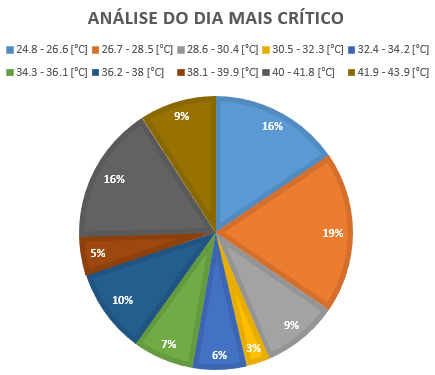 ANÁLISE DO DIA MAIS CRÍTICO
24.8 - 26.6 [°C] 26.7 - 28.5 [°C] 28.6 - 30.4 [°C] 30.5 - 32.3 [°C] 32.4 - 34.2 [°C]
34.3 - 36.1 [°C] 36.2 - 38 [°C] 38.1 - 39.9 [°C] 40 - 41.8 [°C] 41.9 - 43.9 [°C]
9% 16%
16%
19%
5%
10% 9%
7% 6% 3%